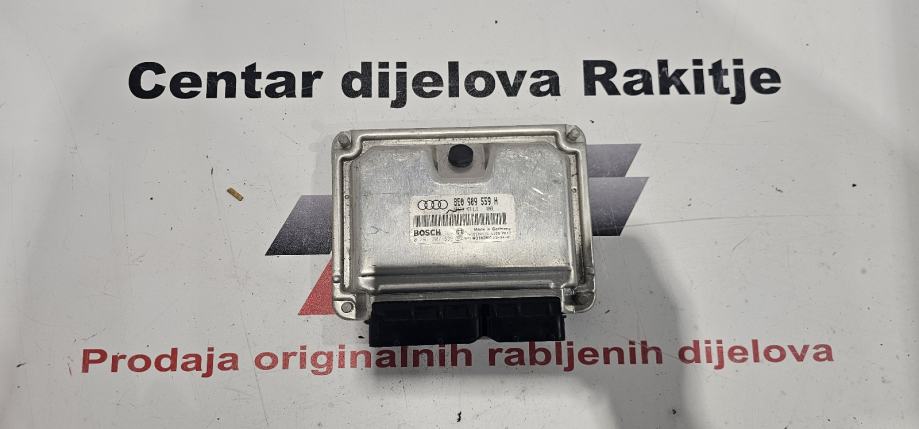 Centar dijelova Rakitje
8E0 909 559 H
BOSCH
Made in Germany
Prodaja originalnih rabljenih dijelova